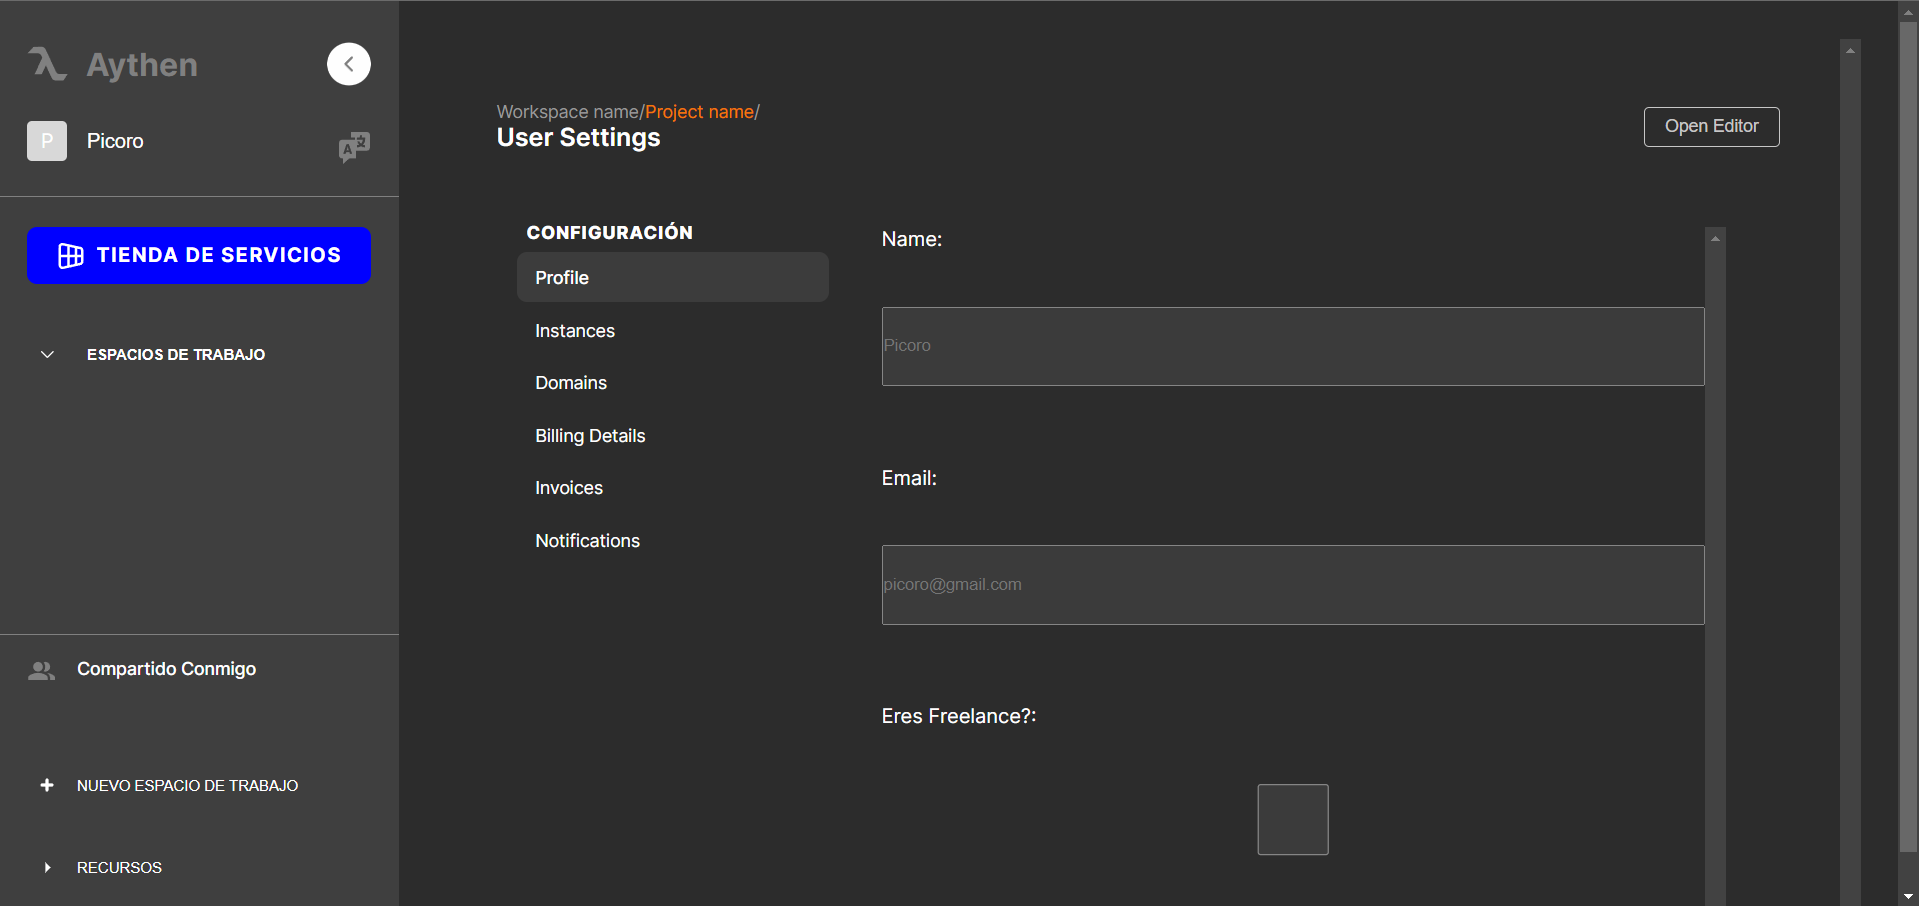 Aythen
P
Picoro
TIENDA DE SERVICIOS
ESPACIOS DE TRABAJO
Compartido Conmigo
NUEVO ESPACIO DE TRABAJO
RECURSOS
Workspace name/Project name/
User Settings
Open Editor
CONFIGURACIÓN
Profile
Instances
Domains
Billing Details
Invoices
Notifications
Name:
Picoro
Email:
picoro@gmail.com
Eres Freelance?: